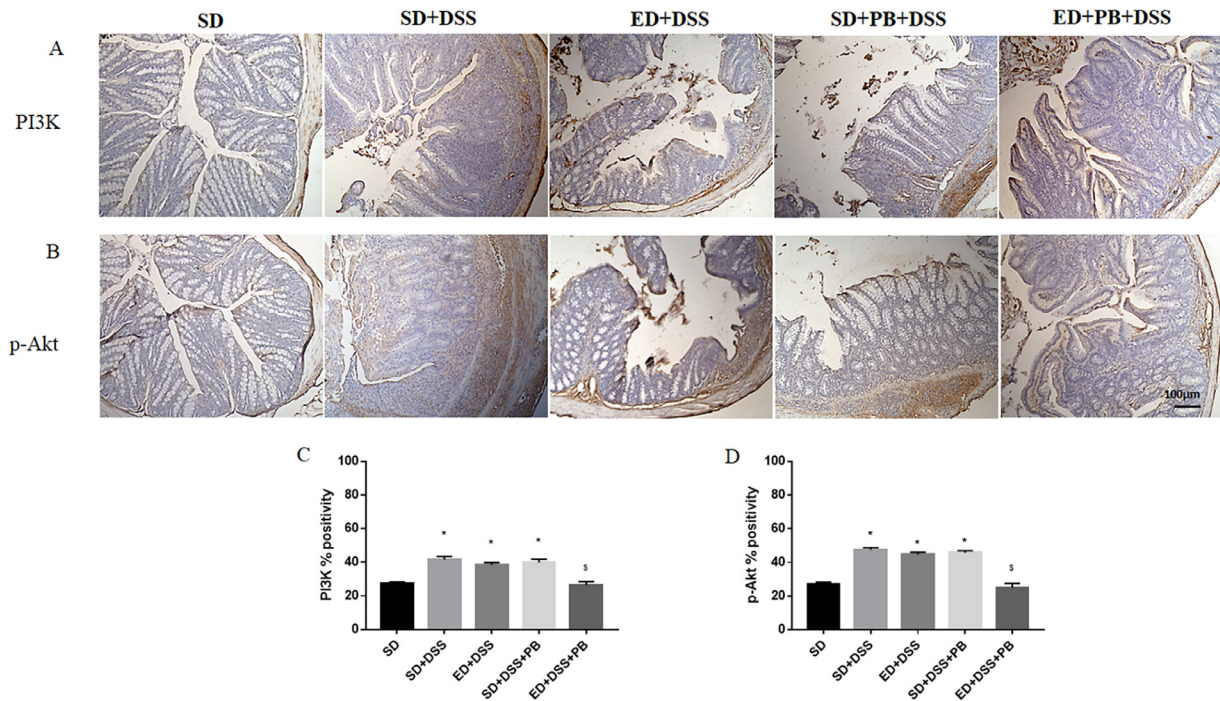 SD SD+DSS ED+DSS SD+PB+DSS ED+PB+DSS
A
PI3K
B
p-Akt
100µm
C
PI3K % positivity
100
80
60
40
20
0
*
*
*
$
SD
SD+DSS
ED+DSS
SD+DSS+PB
ED+DSS+PB
D
p-Akt % positivity
100
80
60
40
20
0
*
*
*
$
SD
SD+DSS
ED+DSS
SD+DSS+PB
ED+DSS+PB